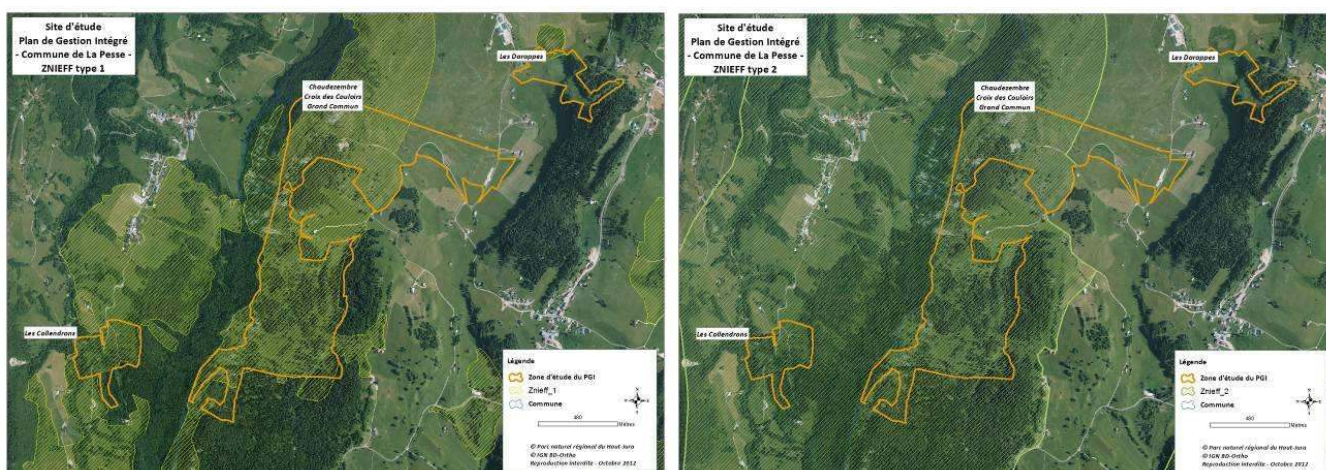 Site d'étude
Plan de Gestion Intégré
- Commune de La Pesse -
ZNIEFF type 1
Les Darappes
Chaudezembre
Croix des Couloirs
Grand Commun
Les Collendrons
Légende
Zone d'étude du PGI
Znieff_1
Commune
480
Mètres
© Parc naturel régional du Haut-Jura
© IGN BD-Ortho
Reproduction interdite - Octobre 2012
Site d'étude
Plan de Gestion Intégré
- Commune de La Pesse -
ZNIEFF type 2
Les Darappes
Chaudezembre
Croix des Couloirs
Grand Commun
Les Collendrons
Légende
Zone d'étude du PGI
Znieff_2
Commune
480
Mètres
© Parc naturel régional du Haut-Jura
© IGN BD-Ortho
Reproduction interdite - Octobre 2012